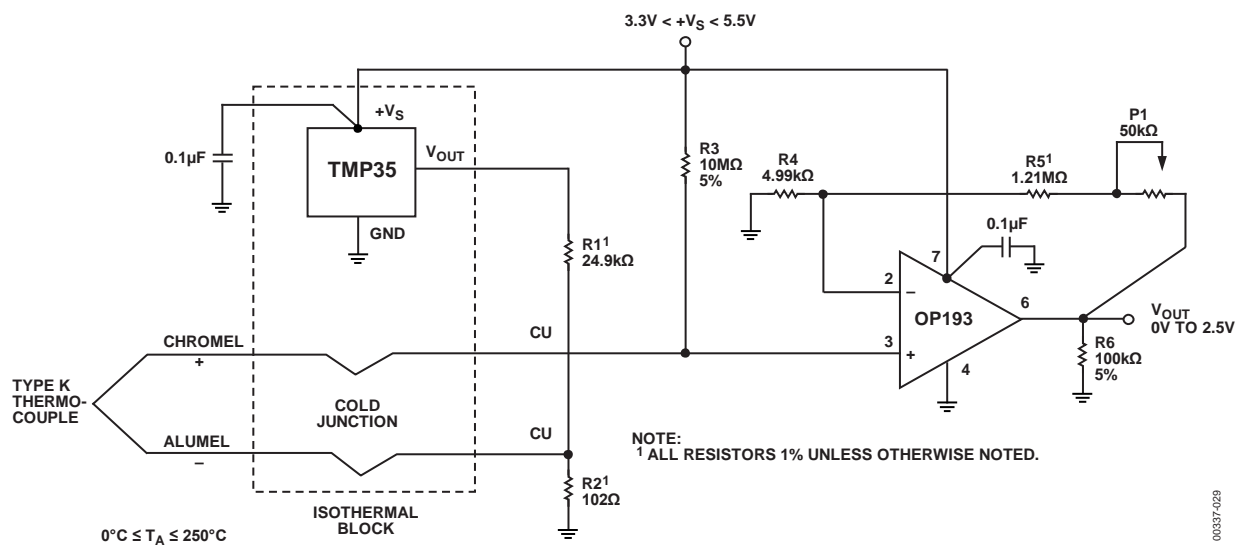 3.3V < +VS < 5.5V
P1
50kΩ
+VS
0.1µF
TMP35
VOUT
GND
R3
10MΩ
5%
R4
4.99kΩ
R5¹
1.21MΩ
R1¹
24.9kΩ
0.1µF
7
2
–
6
OP193
3
+
4
VOUT
0V TO 2.5V
R6
100kΩ
5%
CHROMEL
+
CU
TYPE K
THERMO-
COUPLE
COLD
JUNCTION
ALUMEL
–
CU
NOTE:
¹ ALL RESISTORS 1% UNLESS OTHERWISE NOTED.
R2¹
102Ω
ISOTHERMAL
BLOCK
0°C ≤ TA ≤ 250°C
00337-029